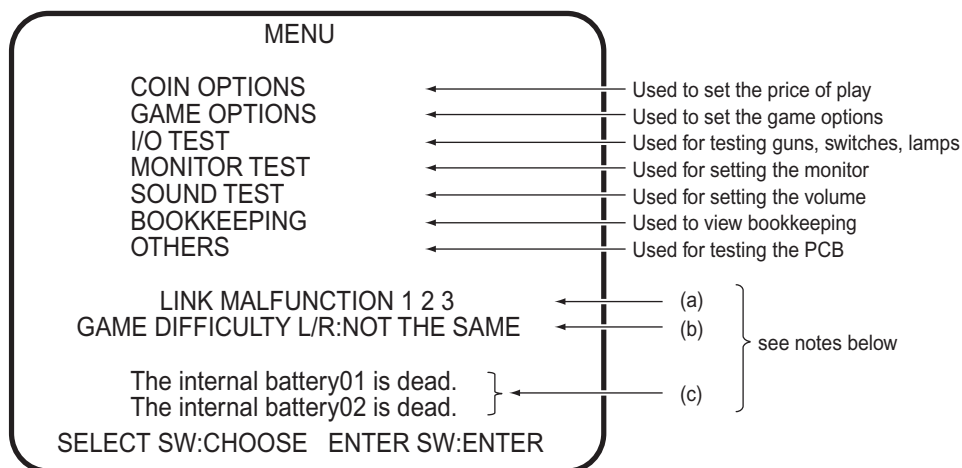 MENU
COIN OPTIONS Used to set the price of play
GAME OPTIONS Used to set the game options
I/O TEST Used for testing guns, switches, lamps
MONITOR TEST Used for setting the monitor
SOUND TEST Used for setting the volume
BOOKKEEPING Used to view bookkeeping
OTHERS Used for testing the PCB
LINK MALFUNCTION 1 2 3 (a)
GAME DIFFICULTY L/R:NOT THE SAME (b)
see notes below
The internal battery01 is dead.
The internal battery02 is dead.
(c)
SELECT SW:CHOOSE ENTER SW:ENTER